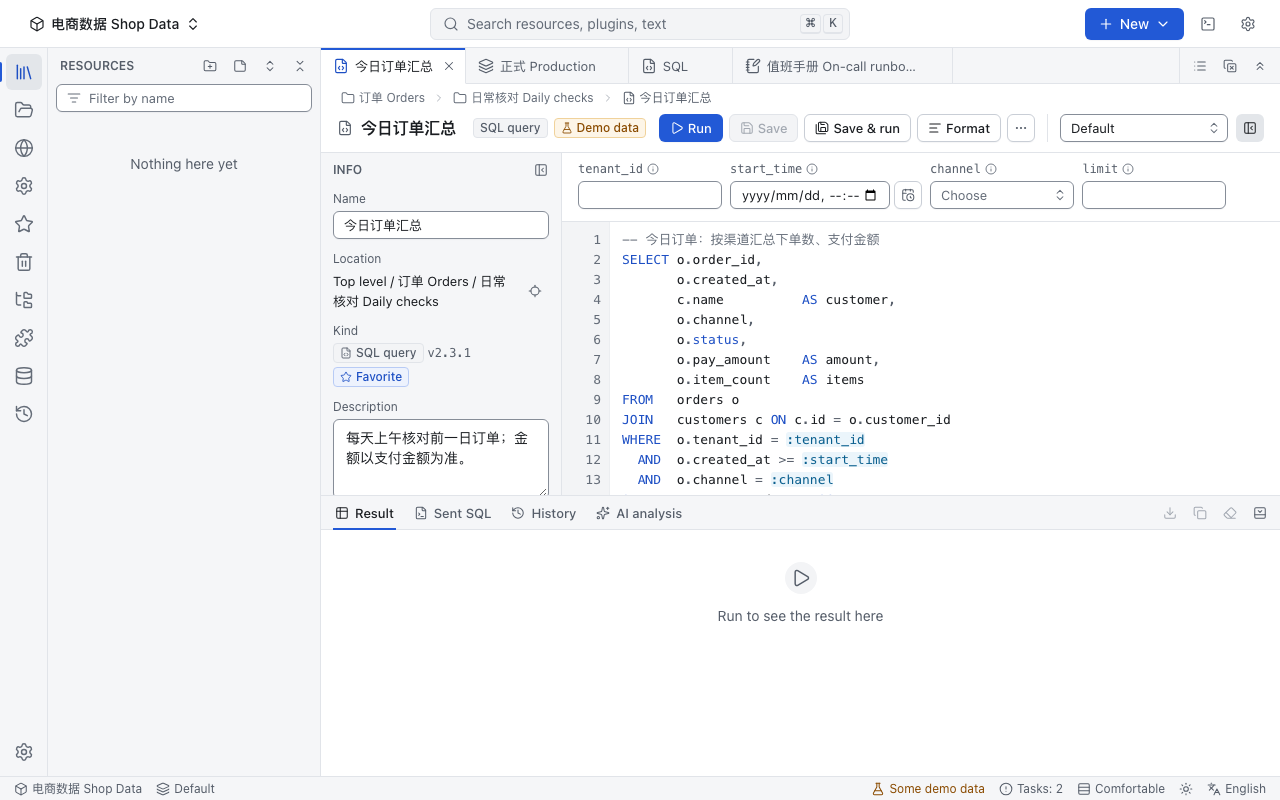 电商数据 Shop Data
Search resources, plugins, text
⌘ K
New
RESOURCES
Filter by name
Nothing here yet
今日订单汇总
正式 Production
SQL
值班手册 On-call runbo...
订单 Orders
日常核对 Daily checks
今日订单汇总
今日订单汇总
SQL query
Demo data
Run
Save
Save & run
Format
Default
INFO
Name
今日订单汇总
Location
Top level / 订单 Orders / 日常
核对 Daily checks
Kind
SQL query v2.3.1
Favorite
Description
每天上午核对前一日订单；金
额以支付金额为准。
tenant_id
start_time
channel
limit
yyyy/mm/dd, --:--
Choose
1 -- 今日订单：按渠道汇总下单数、支付金额
2 SELECT o.order_id,
3 o.created_at,
4 c.name AS customer,
5 o.channel,
6 o.status,
7 o.pay_amount AS amount,
8 o.item_count AS items
9 FROM orders o
10 JOIN customers c ON c.id = o.customer_id
11 WHERE o.tenant_id = :tenant_id
12 AND o.created_at >= :start_time
13 AND o.channel = :channel
Result
Sent SQL
History
AI analysis
Run to see the result here
电商数据 Shop Data
Default
Some demo data
Tasks: 2
Comfortable
English